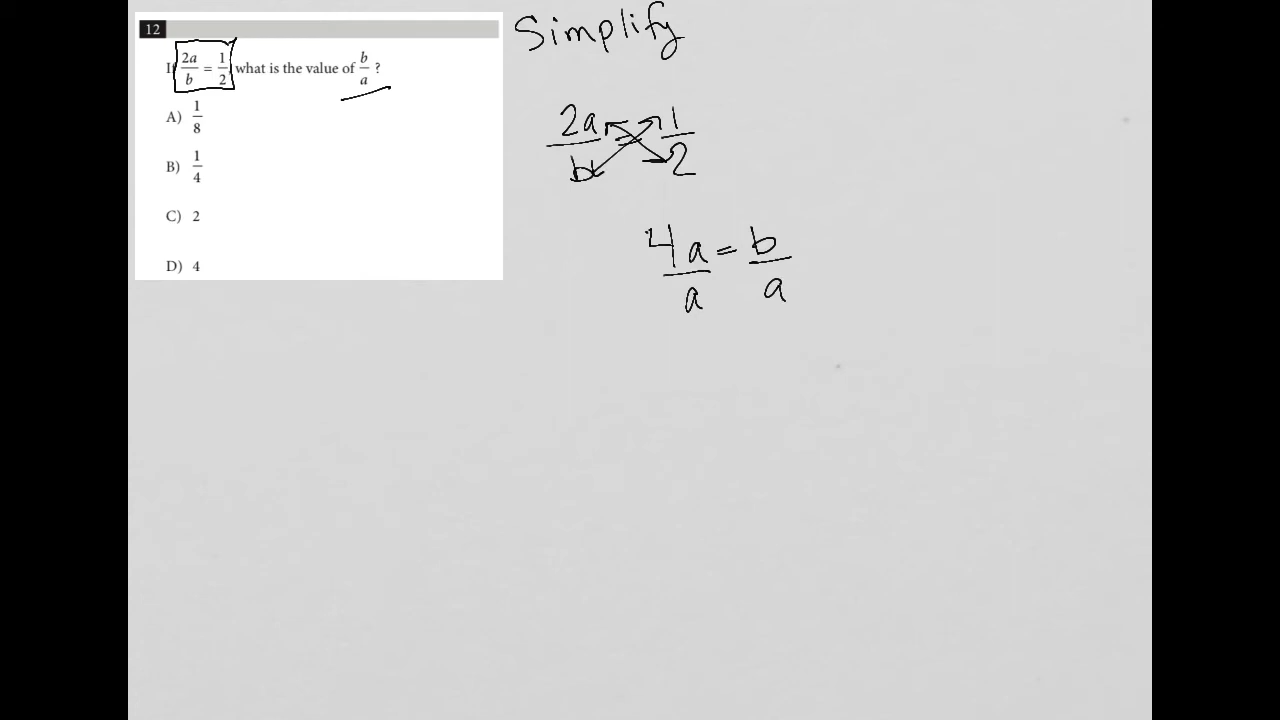 12
If 2a/b = 1/2, what is the value of b/a ?
A) 1/8
B) 1/4
C) 2
D) 4
Simplify
2a/b = 1/2
4a/a = b/a